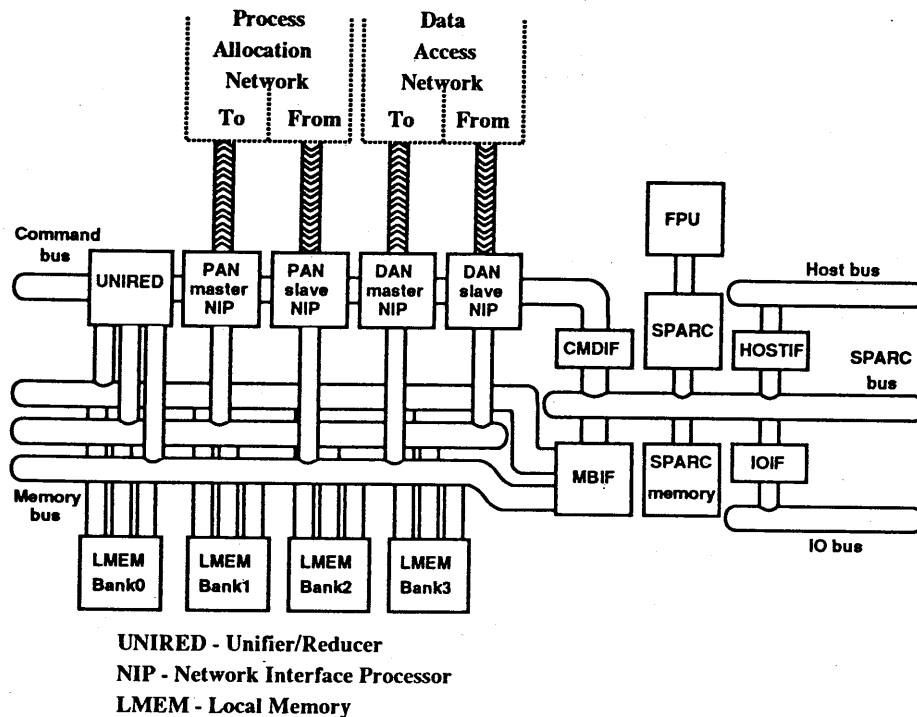 Process
Allocation
Network
To
From
Data
Access
Network
To
From
Command
bus
UNIRED
PAN
master
NIP
PAN
slave
NIP
DAN
master
NIP
DAN
slave
NIP
FPU
Host bus
CMDIF
SPARC
HOSTIF
SPARC
bus
MBIF
SPARC
memory
IOIF
Memory
bus
IO bus
LMEM
Bank0
LMEM
Bank1
LMEM
Bank2
LMEM
Bank3
UNIRED - Unifier/Reducer
NIP - Network Interface Processor
LMEM - Local Memory